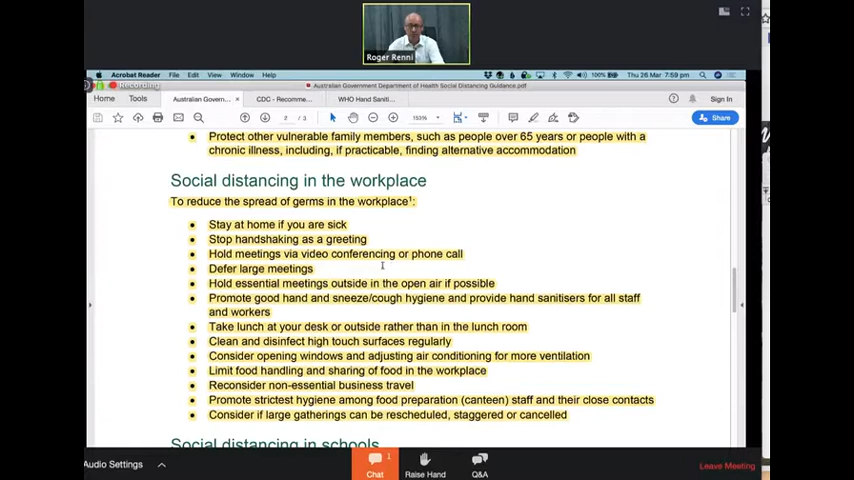 Roger Renni
Acrobat Reader File Edit View Window Help 100% Thu 26 Mar 7:59 pm
Recording
Australian Government Department of Health Social Distancing Guidance.pdf
Home Tools Australian Govern... × CDC - Recomme... WHO Hand Saniti... Sign In
2 / 3 153% Share
• Protect other vulnerable family members, such as people over 65 years or people with a
chronic illness, including, if practicable, finding alternative accommodation
Social distancing in the workplace
To reduce the spread of germs in the workplace¹:
• Stay at home if you are sick
• Stop handshaking as a greeting
• Hold meetings via video conferencing or phone call
• Defer large meetings
• Hold essential meetings outside in the open air if possible
• Promote good hand and sneeze/cough hygiene and provide hand sanitisers for all staff
and workers
• Take lunch at your desk or outside rather than in the lunch room
• Clean and disinfect high touch surfaces regularly
• Consider opening windows and adjusting air conditioning for more ventilation
• Limit food handling and sharing of food in the workplace
• Reconsider non-essential business travel
• Promote strictest hygiene among food preparation (canteen) staff and their close contacts
• Consider if large gatherings can be rescheduled, staggered or cancelled
Social distancing in schools
Audio Settings Chat 1 Raise Hand Q&A Leave Meeting